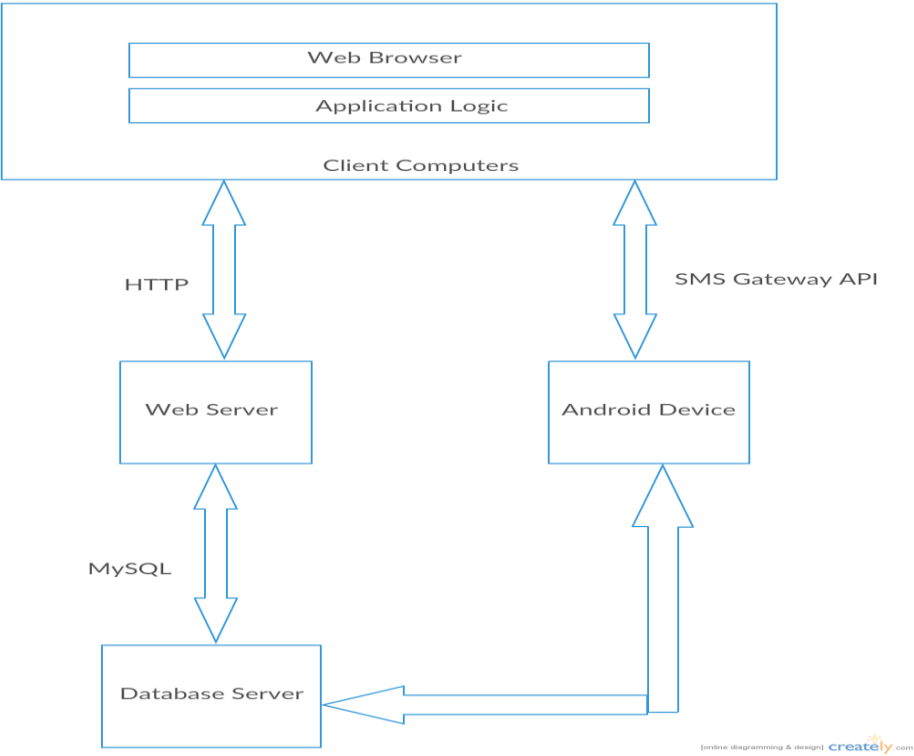 Web Browser
Application Logic
Client Computers
HTTP
SMS Gateway API
Web Server
Android Device
MySQL
Database Server
[online diagramming & design] creately.com